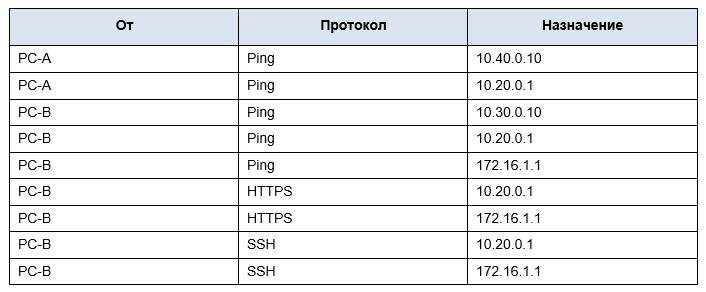 От Протокол Назначение
PC-A Ping 10.40.0.10
PC-A Ping 10.20.0.1
PC-B Ping 10.30.0.10
PC-B Ping 10.20.0.1
PC-B Ping 172.16.1.1
PC-B HTTPS 10.20.0.1
PC-B HTTPS 172.16.1.1
PC-B SSH 10.20.0.1
PC-B SSH 172.16.1.1